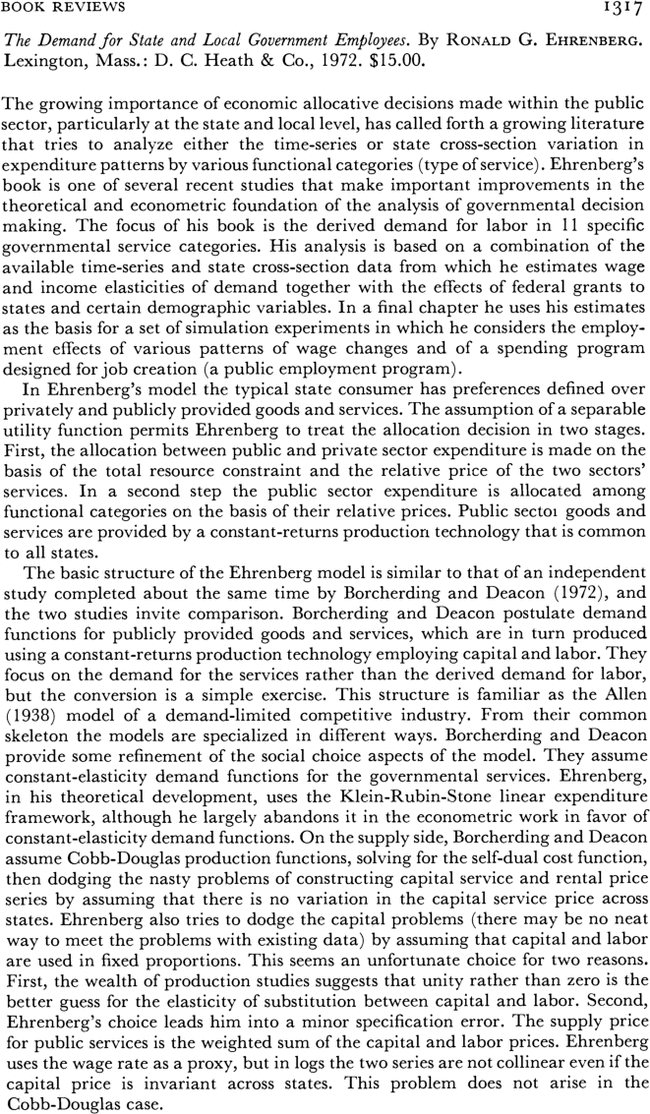 BOOK REVIEWS 1317
The Demand for State and Local Government Employees. By RONALD G. EHRENBERG.
Lexington, Mass.: D. C. Heath & Co., 1972. $15.00.
The growing importance of economic allocative decisions made within the public
sector, particularly at the state and local level, has called forth a growing literature
that tries to analyze either the time-series or state cross-section variation in
expenditure patterns by various functional categories (type of service). Ehrenberg's
book is one of several recent studies that make important improvements in the
theoretical and econometric foundation of the analysis of governmental decision
making. The focus of his book is the derived demand for labor in 11 specific
governmental service categories. His analysis is based on a combination of the
available time-series and state cross-section data from which he estimates wage
and income elasticities of demand together with the effects of federal grants to
states and certain demographic variables. In a final chapter he uses his estimates
as the basis for a set of simulation experiments in which he considers the employ-
ment effects of various patterns of wage changes and of a spending program
designed for job creation (a public employment program).
In Ehrenberg's model the typical state consumer has preferences defined over
privately and publicly provided goods and services. The assumption of a separable
utility function permits Ehrenberg to treat the allocation decision in two stages.
First, the allocation between public and private sector expenditure is made on the
basis of the total resource constraint and the relative price of the two sectors'
services. In a second step the public sector expenditure is allocated among
functional categories on the basis of their relative prices. Public sector goods and
services are provided by a constant-returns production technology that is common
to all states.
The basic structure of the Ehrenberg model is similar to that of an independent
study completed about the same time by Borcherding and Deacon (1972), and
the two studies invite comparison. Borcherding and Deacon postulate demand
functions for publicly provided goods and services, which are in turn produced
using a constant-returns production technology employing capital and labor. They
focus on the demand for the services rather than the derived demand for labor,
but the conversion is a simple exercise. This structure is familiar as the Allen
(1938) model of a demand-limited competitive industry. From their common
skeleton the models are specialized in different ways. Borcherding and Deacon
provide some refinement of the social choice aspects of the model. They assume
constant-elasticity demand functions for the governmental services. Ehrenberg,
in his theoretical development, uses the Klein-Rubin-Stone linear expenditure
framework, although he largely abandons it in the econometric work in favor of
constant-elasticity demand functions. On the supply side, Borcherding and Deacon
assume Cobb-Douglas production functions, solving for the self-dual cost function,
then dodging the nasty problems of constructing capital service and rental price
series by assuming that there is no variation in the capital service price across
states. Ehrenberg also tries to dodge the capital problems (there may be no neat
way to meet the problems with existing data) by assuming that capital and labor
are used in fixed proportions. This seems an unfortunate choice for two reasons.
First, the wealth of production studies suggests that unity rather than zero is the
better guess for the elasticity of substitution between capital and labor. Second,
Ehrenberg's choice leads him into a minor specification error. The supply price
for public services is the weighted sum of the capital and labor prices. Ehrenberg
uses the wage rate as a proxy, but in logs the two series are not collinear even if the
capital price is invariant across states. This problem does not arise in the
Cobb-Douglas case.